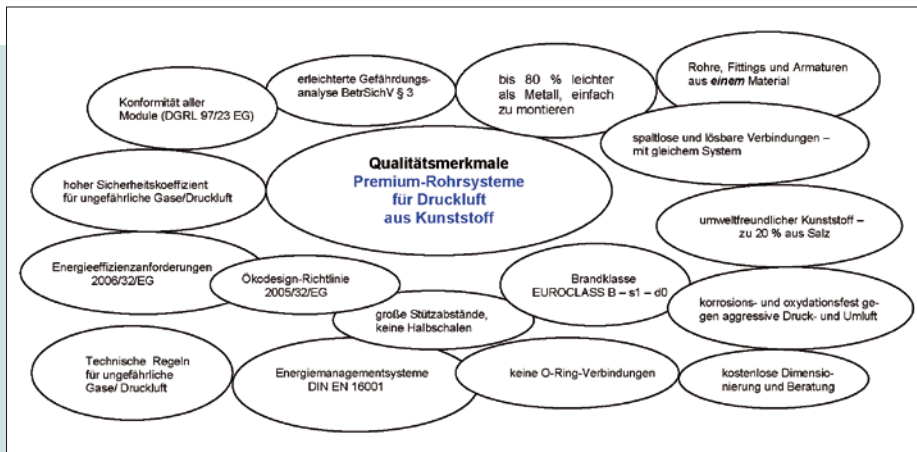 Konformität aller
Module (DGRL 97/23 EG)
erleichterte Gefährdungs-
analyse BetrSichV § 3
bis 80 % leichter
als Metall, einfach
zu montieren
Rohre, Fittings und Armaturen
aus einem Material
spaltlose und lösbare Verbindungen –
mit gleichem System
Qualitätsmerkmale
Premium-Rohrsysteme
für Druckluft
aus Kunststoff
hoher Sicherheitskoeffizient
für ungefährliche Gase/Druckluft
umweltfreundlicher Kunststoff –
zu 20 % aus Salz
Energieeffizienzanforderungen
2006/32/EG
Ökodesign-Richtlinie
2005/32/EG
Brandklasse
EUROCLASS B – s1 – d0
große Stützabstände,
keine Halbschalen
korrosions- und oxydationsfest ge-
gen aggressive Druck- und Umluft
Technische Regeln
für ungefährliche
Gase/ Druckluft
Energiemanagementsysteme
DIN EN 16001
keine O-Ring-Verbindungen
kostenlose Dimensio-
nierung und Beratung